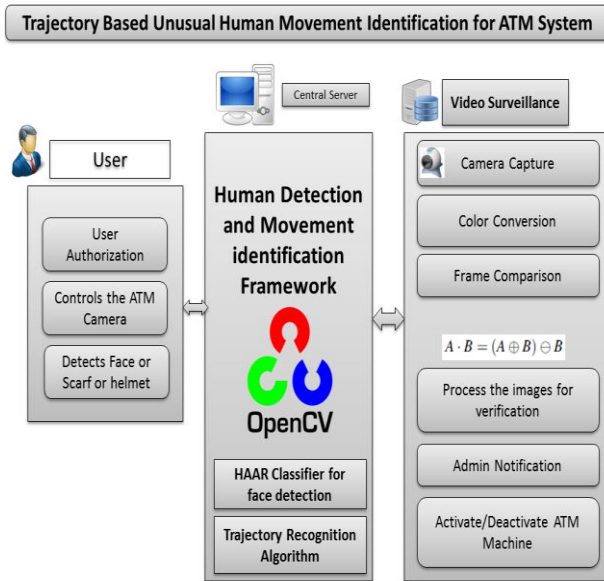 Trajectory Based Unusual Human Movement Identification for ATM System
User
User
Authorization
Controls the ATM
Camera
Detects Face or
Scarf or helmet
Central Server
Human Detection
and Movement
identification
Framework
OpenCV
HAAR Classifier for
face detection
Trajectory Recognition
Algorithm
Video Surveillance
Camera Capture
Color Conversion
Frame Comparison
A · B = (A ⊕ B) ⊖ B
Process the images for
verification
Admin Notification
Activate/Deactivate ATM
Machine